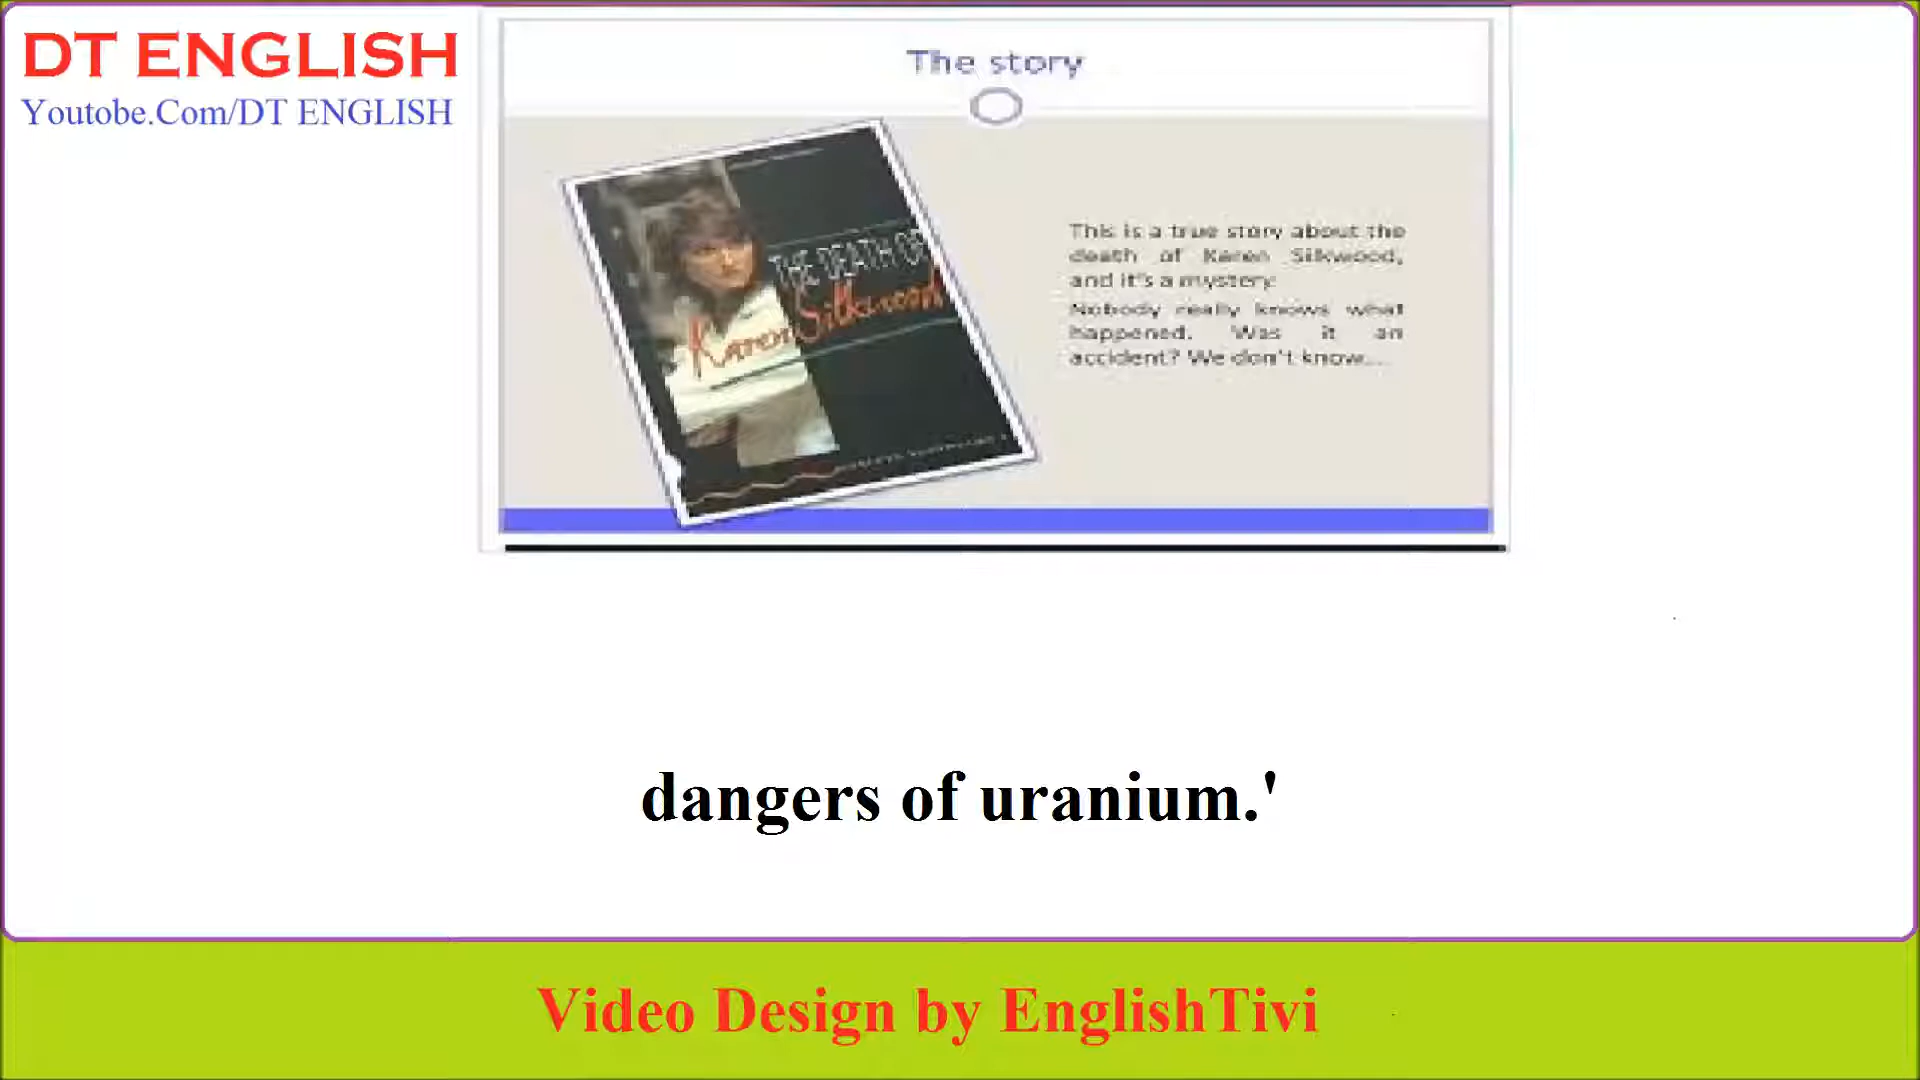 DT ENGLISH
Youtobe.Com/DT ENGLISH
The story
THE DEATH OF
Karen Silkwood
This is a true story about the
death of Karen Silkwood,
and it's a mystery.
Nobody really knows what
happened. Was it an
accident? We don't know...
dangers of uranium.'
Video Design by EnglishTivi